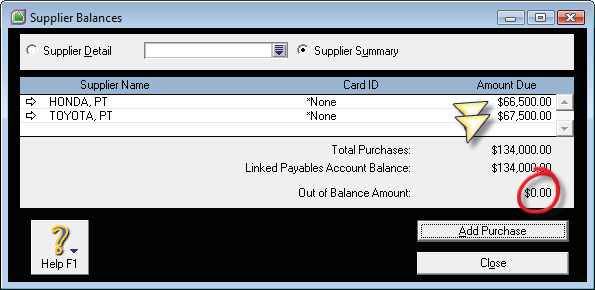 Supplier Balances
Supplier Detail Supplier Summary
Supplier Name Card ID Amount Due
HONDA, PT *None $66,500.00
TOYOTA, PT *None $67,500.00
Total Purchases: $134,000.00
Linked Payables Account Balance: $134,000.00
Out of Balance Amount: $0.00
Add Purchase
Help F1
Close